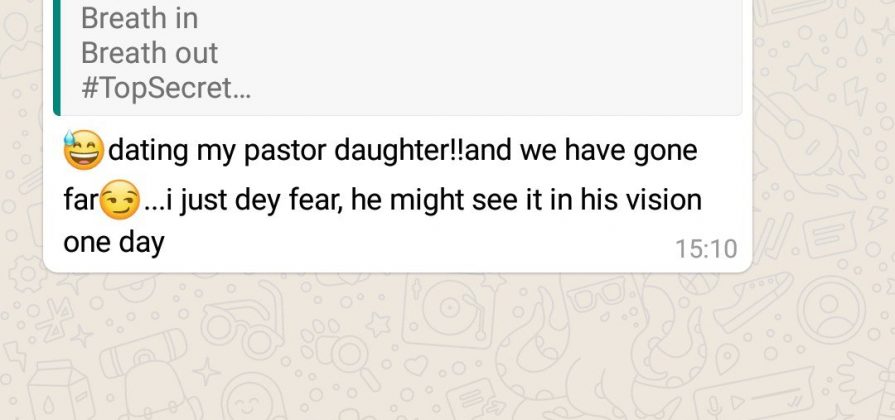 Breath in
Breath out
#TopSecret...
😅dating my pastor daughter!!and we have gone
far😏...i just dey fear, he might see it in his vision
one day
15:10